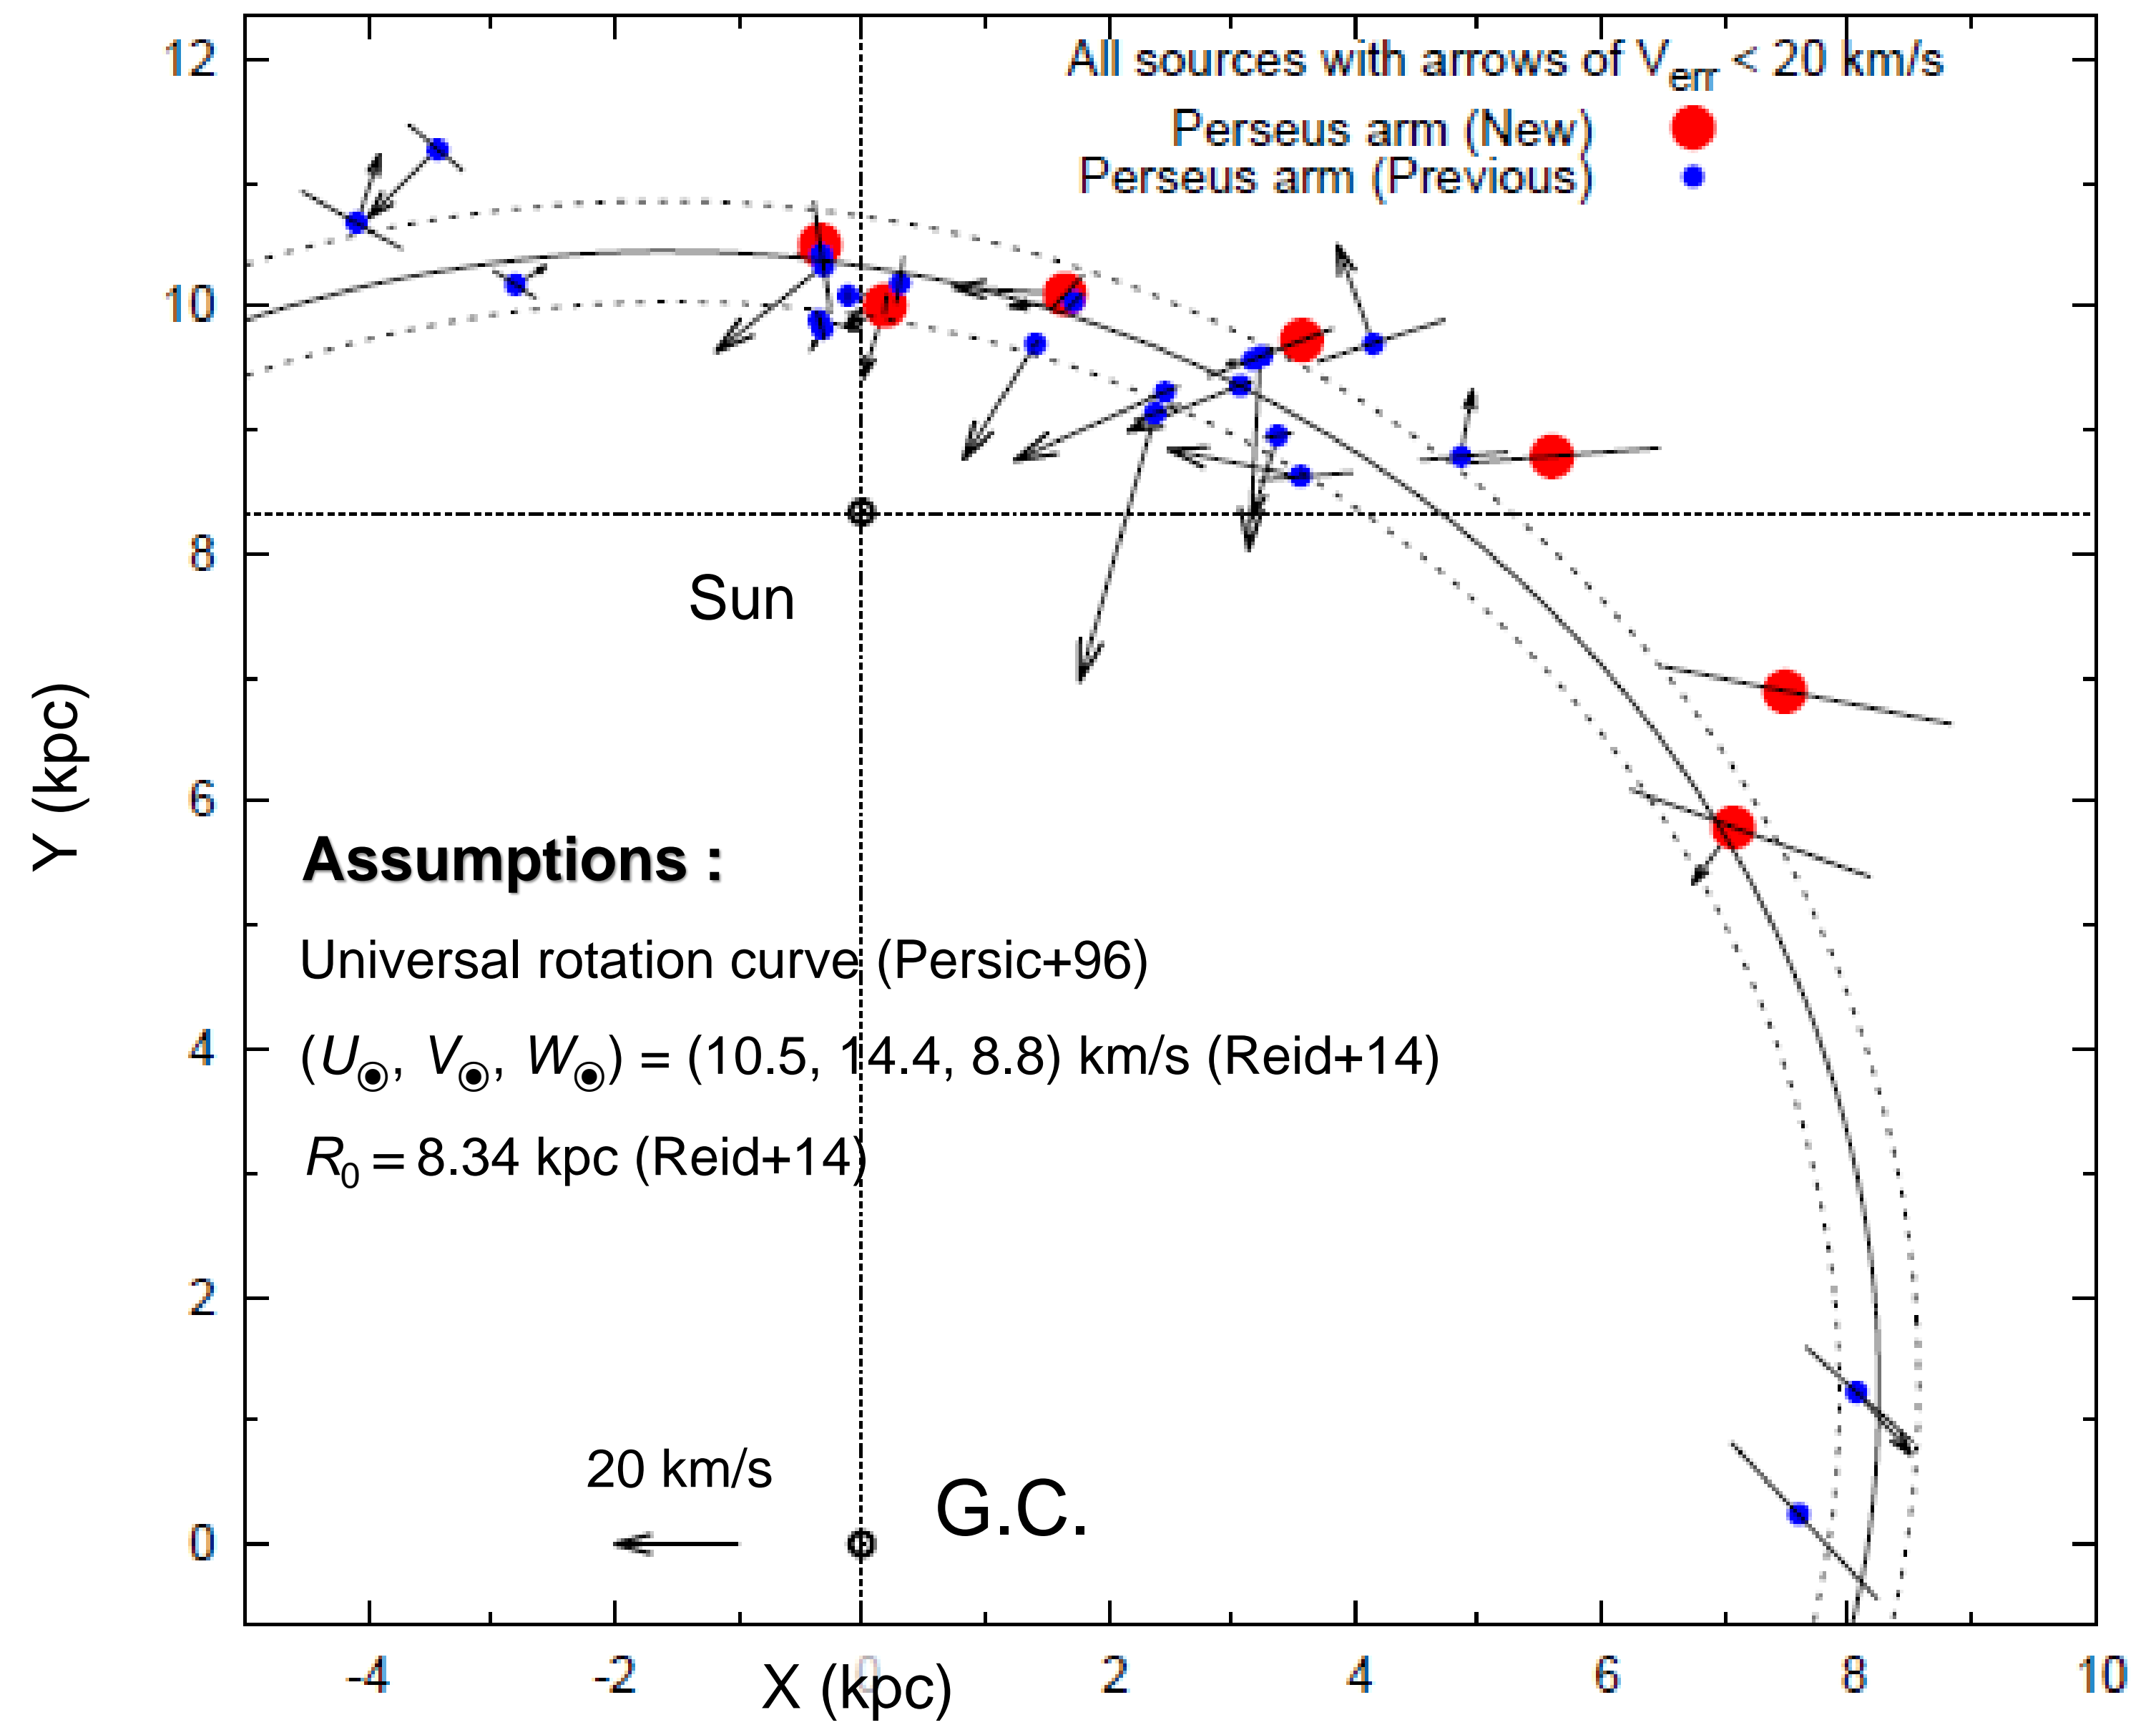 All sources with arrows of Verr < 20 km/s
Perseus arm (New)
Perseus arm (Previous)
12
10
8
6
4
2
0
Y (kpc)
Sun
Assumptions :
Universal rotation curve (Persic+96)
(U☉, V☉, W☉) = (10.5, 14.4, 8.8) km/s (Reid+14)
R0 = 8.34 kpc (Reid+14)
20 km/s
G.C.
-4 -2 0 2 4 6 8 10
X (kpc)